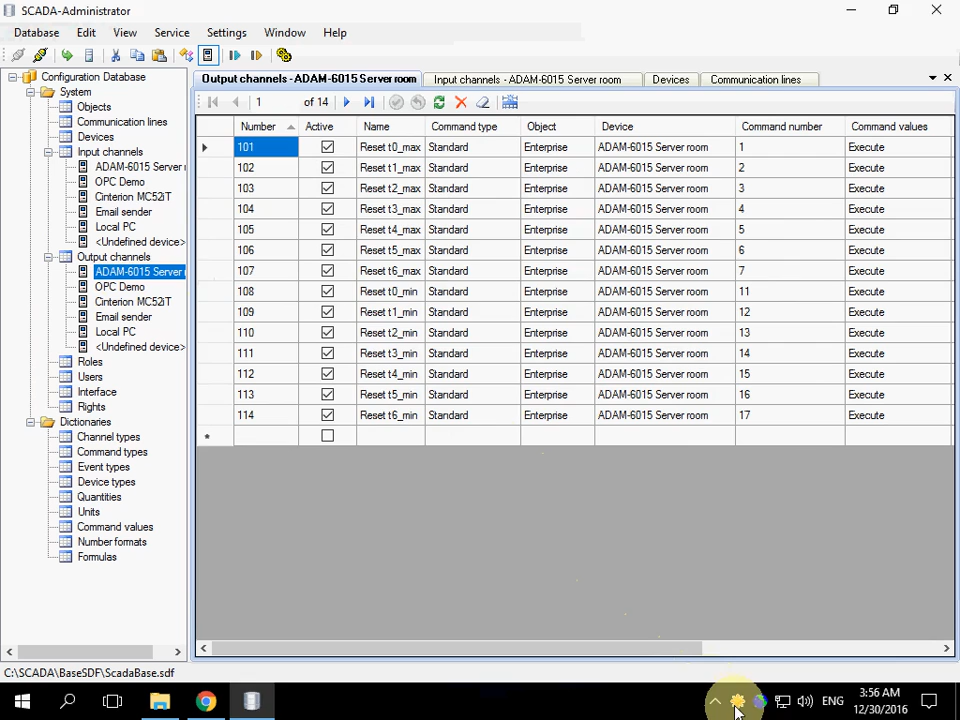 SCADA-Administrator
Database Edit View Service Settings Window Help
Configuration Database
System
Objects
Communication lines
Devices
Input channels
ADAM-6015 Server r
OPC Demo
Cinterion MC52iT
Email sender
Local PC
<Undefined device>
Output channels
ADAM-6015 Server r
OPC Demo
Cinterion MC52iT
Email sender
Local PC
<Undefined device>
Roles
Users
Interface
Rights
Dictionaries
Channel types
Command types
Event types
Device types
Quantities
Units
Command values
Number formats
Formulas
Output channels - ADAM-6015 Server room Input channels - ADAM-6015 Server room Devices Communication lines
1 of 14
Number Active Name Command type Object Device Command number Command values
101 Reset t0_max Standard Enterprise ADAM-6015 Server room 1 Execute
102 Reset t1_max Standard Enterprise ADAM-6015 Server room 2 Execute
103 Reset t2_max Standard Enterprise ADAM-6015 Server room 3 Execute
104 Reset t3_max Standard Enterprise ADAM-6015 Server room 4 Execute
105 Reset t4_max Standard Enterprise ADAM-6015 Server room 5 Execute
106 Reset t5_max Standard Enterprise ADAM-6015 Server room 6 Execute
107 Reset t6_max Standard Enterprise ADAM-6015 Server room 7 Execute
108 Reset t0_min Standard Enterprise ADAM-6015 Server room 11 Execute
109 Reset t1_min Standard Enterprise ADAM-6015 Server room 12 Execute
110 Reset t2_min Standard Enterprise ADAM-6015 Server room 13 Execute
111 Reset t3_min Standard Enterprise ADAM-6015 Server room 14 Execute
112 Reset t4_min Standard Enterprise ADAM-6015 Server room 15 Execute
113 Reset t5_min Standard Enterprise ADAM-6015 Server room 16 Execute
114 Reset t6_min Standard Enterprise ADAM-6015 Server room 17 Execute
C:\SCADA\BaseSDF\ScadaBase.sdf
ENG 3:56 AM
12/30/2016